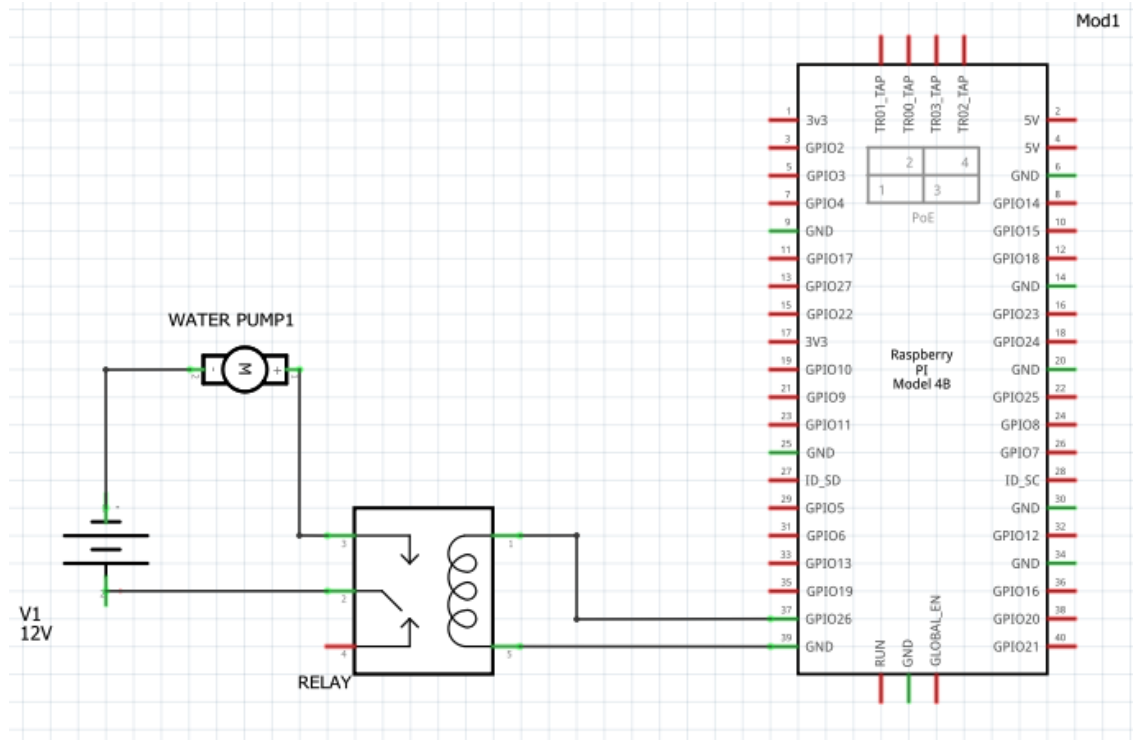 Mod1
TR01_TAP
TR00_TAP
TR03_TAP
TR02_TAP
1 3v3 5V 2
3 GPIO2 5V 4
5 GPIO3 GND 6
7 GPIO4 GPIO14 8
9 GND GPIO15 10
11 GPIO17 GPIO18 12
13 GPIO27 GND 14
15 GPIO22 GPIO23 16
17 3V3 GPIO24 18
19 GPIO10 GND 20
21 GPIO9 GPIO25 22
23 GPIO11 GPIO8 24
25 GND GPIO7 26
27 ID_SD ID_SC 28
29 GPIO5 GND 30
31 GPIO6 GPIO12 32
33 GPIO13 GND 34
35 GPIO19 GPIO16 36
37 GPIO26 GPIO20 38
39 GND GPIO21 40
2 4
1 3
PoE
Raspberry
PI
Model 4B
RUN
GND
GLOBAL_EN
WATER PUMP1
2 - M + 1
V1
12V
3
2
4
1
5
RELAY